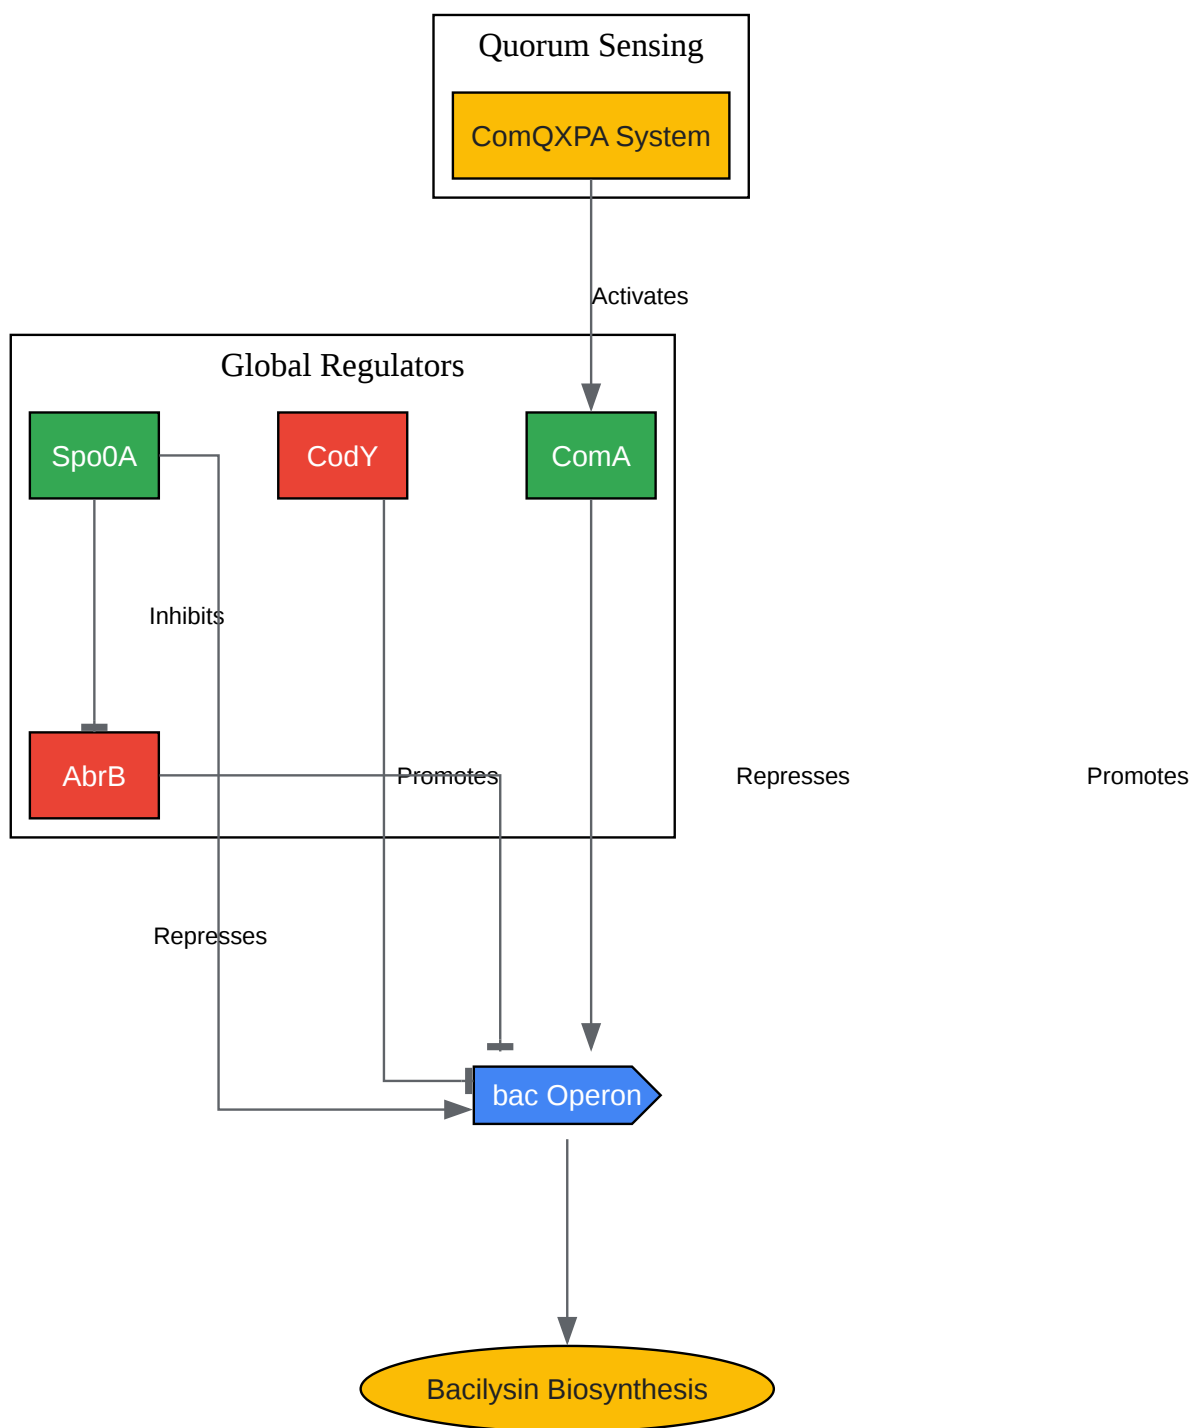 Quorum Sensing
ComQXPA System
Activates
Global Regulators
Spo0A
CodY
ComA
Inhibits
AbrB
Promotes
Represses
Promotes
Represses
bac Operon
Bacilysin Biosynthesis